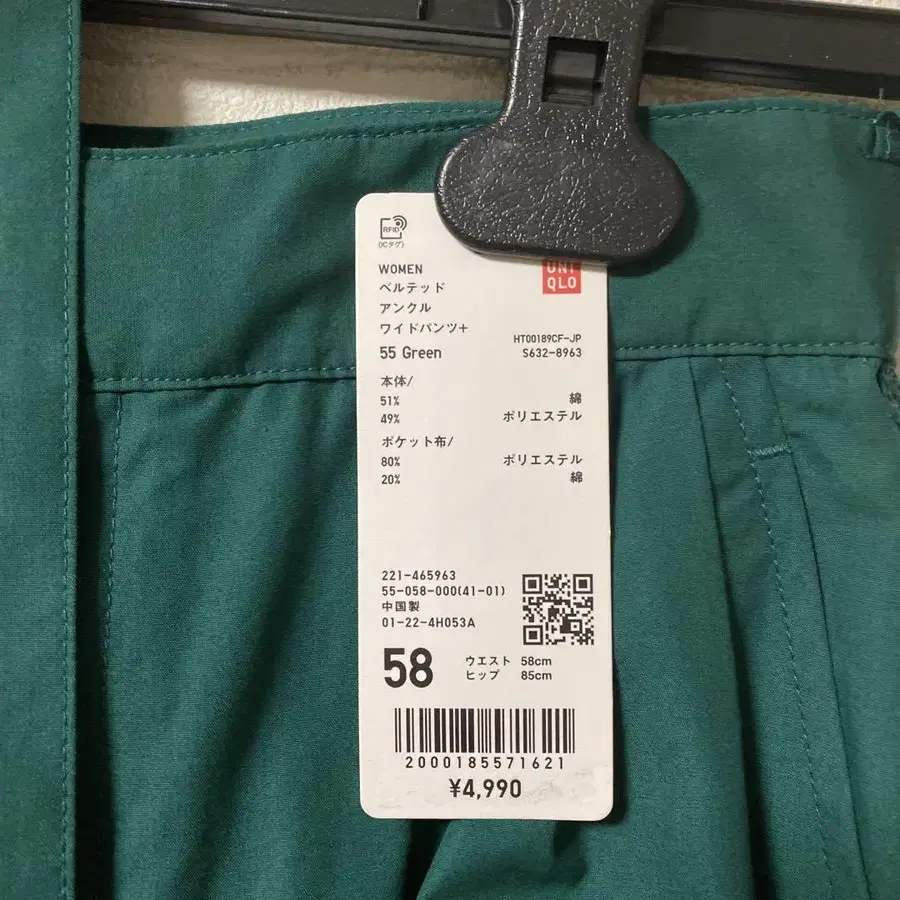 RFID
(ICタグ)
WOMEN
ベルテッド
アンクル
ワイドパンツ+
55 Green
UNI
QLO
HT00189CF-JP
S632-8963
本体/
51% 綿
49% ポリエステル
ポケット布/
80% ポリエステル
20% 綿
221-465963
55-058-000(41-01)
中国製
01-22-4H053A
58 ウエスト 58cm
ヒップ 85cm
2000185571621
¥4,990